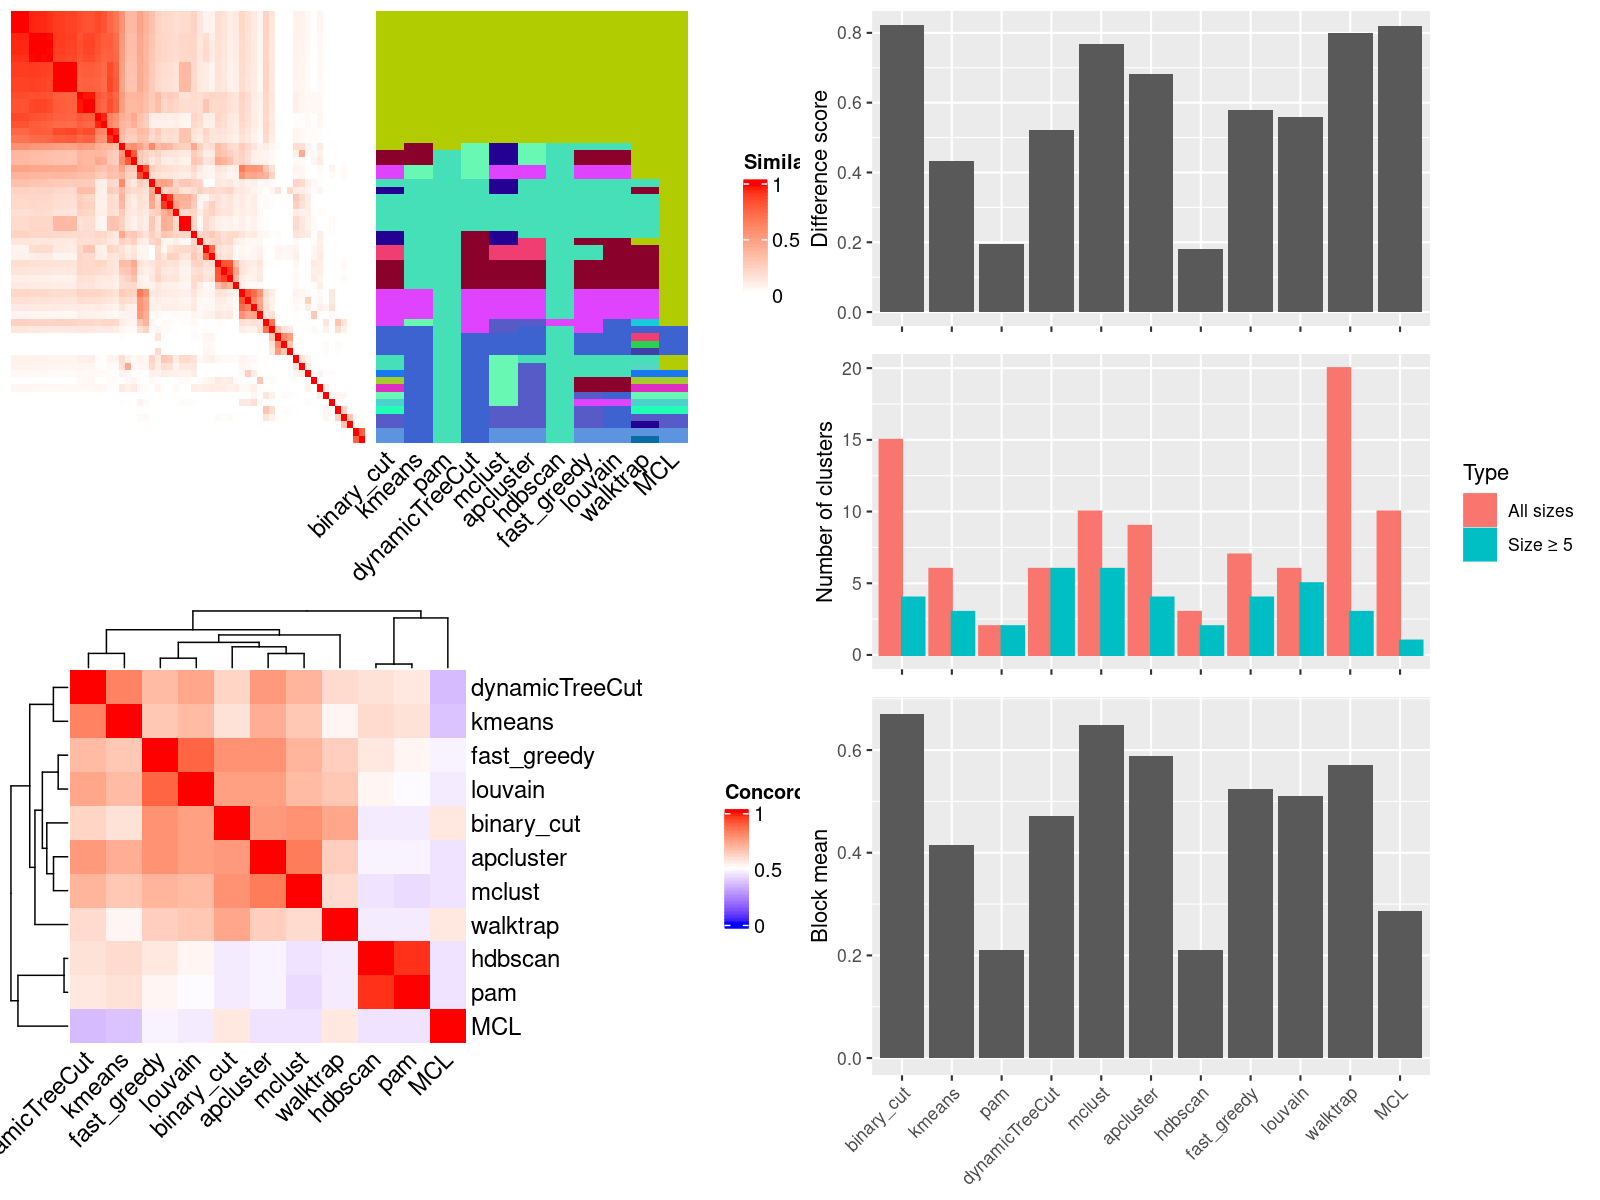 Simila
1
0.5
0
binary_cut
kmeans
pam
dynamicTreeCut
mclust
apcluster
hdbscan
fast_greedy
louvain
walktrap
MCL
dynamicTreeCut
kmeans
fast_greedy
louvain
binary_cut
apcluster
mclust
walktrap
hdbscan
pam
MCL
Concord
1
0.5
0
amicTreeCut
kmeans
fast_greedy
louvain
binary_cut
apcluster
mclust
walktrap
hdbscan
pam
MCL
Difference score
0.8
0.6
0.4
0.2
0.0
Number of clusters
20
15
10
5
0
Type
All sizes
Size ≥ 5
Block mean
0.6
0.4
0.2
0.0
binary_cut
kmeans
pam
dynamicTreeCut
mclust
apcluster
hdbscan
fast_greedy
louvain
walktrap
MCL